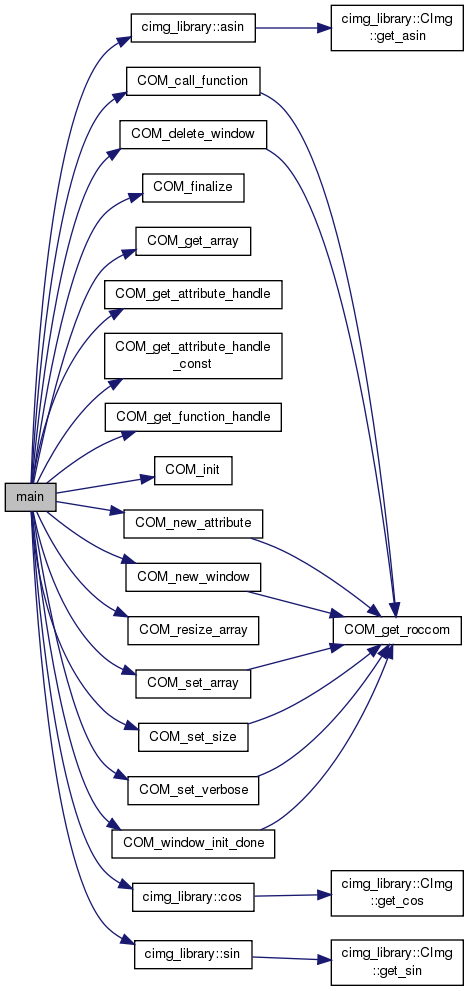 cimg_library::asin
cimg_library::CImg
::get_asin
COM_call_function
COM_delete_window
COM_finalize
COM_get_array
COM_get_attribute_handle
COM_get_attribute_handle
_const
COM_get_function_handle
COM_init
main
COM_new_attribute
COM_new_window
COM_resize_array
COM_get_roccom
COM_set_array
COM_set_size
COM_set_verbose
COM_window_init_done
cimg_library::cos
cimg_library::CImg
::get_cos
cimg_library::sin
cimg_library::CImg
::get_sin